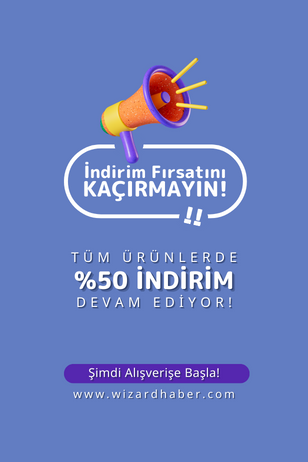 İndirim Fırsatını
KAÇIRMAYIN!
!!
TÜM ÜRÜNLERDE
%50 İNDİRİM
DEVAM EDİYOR!
Şimdi Alışverişe Başla!
www.wizardhaber.com